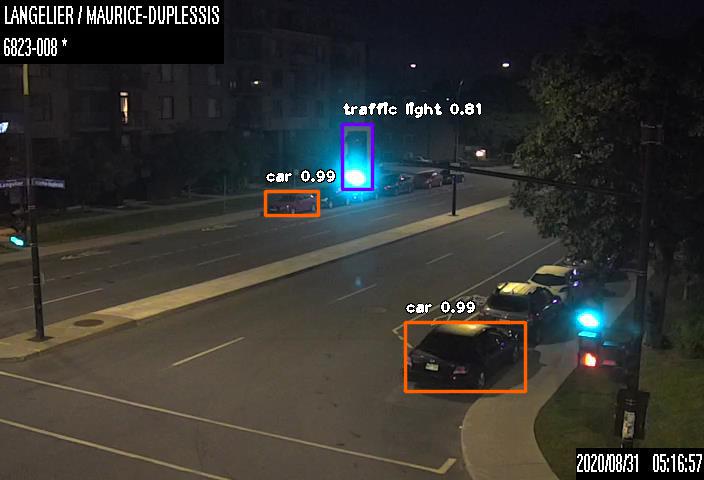 LANGELIER / MAURICE-DUPLESSIS
6823-008 *
traffic light 0.81
car 0.99
Langelier
car 0.99
2020/08/31 05:16:57